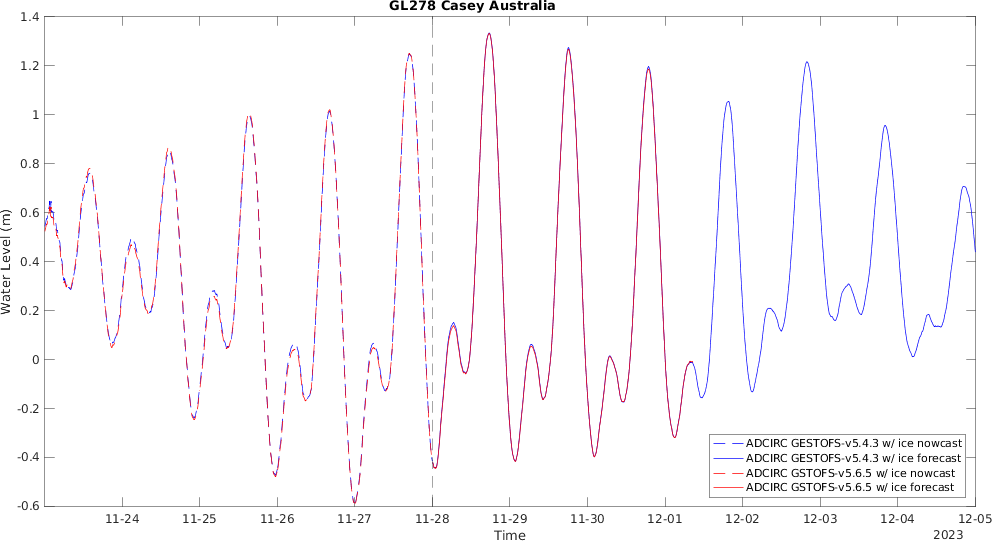 GL278 Casey Australia
1.4
1.2
1
0.8
0.6
0.4
0.2
0
-0.2
-0.4
-0.6
Water Level (m)
ADCIRC GESTOFS-v5.4.3 w/ ice nowcast
ADCIRC GESTOFS-v5.4.3 w/ ice forecast
ADCIRC GSTOFS-v5.6.5 w/ ice nowcast
ADCIRC GSTOFS-v5.6.5 w/ ice forecast
11-24 11-25 11-26 11-27 11-28 11-29 11-30 12-01 12-02 12-03 12-04 12-05
Time
2023